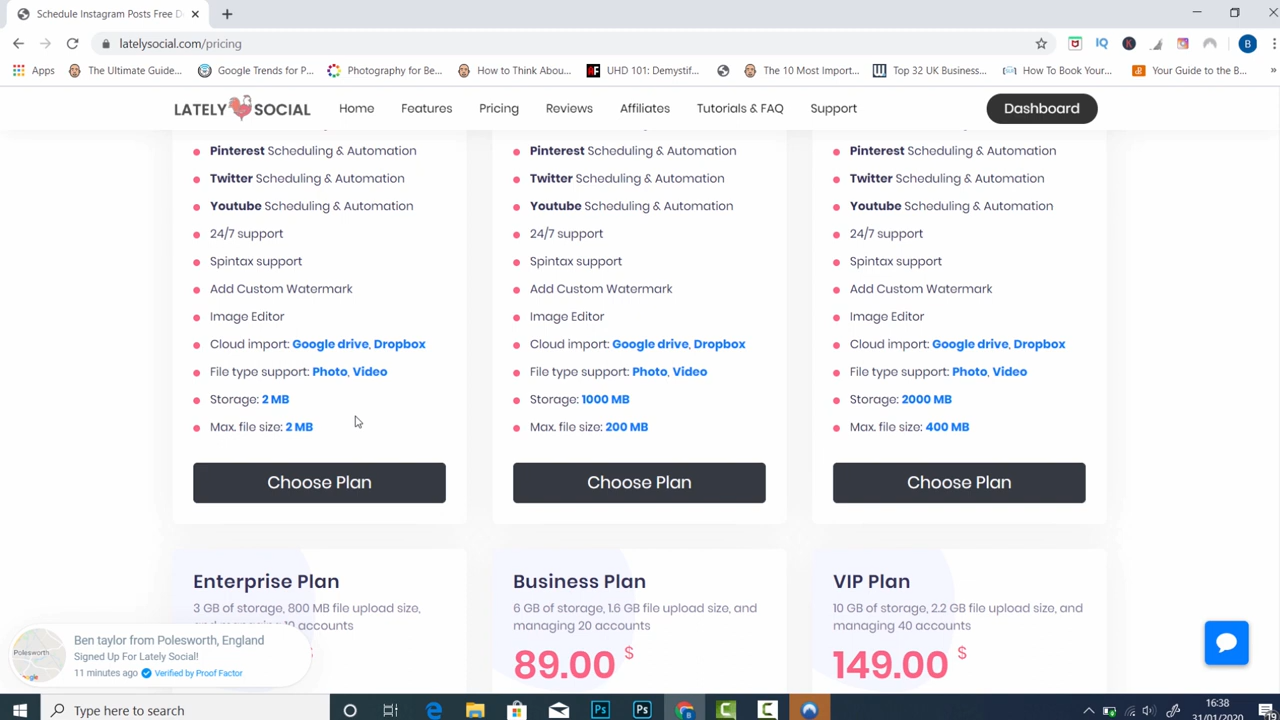 Schedule Instagram Posts Free D
latelysocial.com/pricing
B
Apps
The Ultimate Guide...
Google Trends for P...
Photography for Be...
How to Think Abou...
UHD 101: Demystif...
The 10 Most Import...
Top 32 UK Business...
How To Book Your...
Your Guide to the B...
LATELY SOCIAL
Home
Features
Pricing
Reviews
Affiliates
Tutorials & FAQ
Support
Dashboard
Pinterest Scheduling & Automation
Twitter Scheduling & Automation
Youtube Scheduling & Automation
24/7 support
Spintax support
Add Custom Watermark
Image Editor
Cloud import: Google drive, Dropbox
File type support: Photo, Video
Storage: 2 MB
Max. file size: 2 MB
Choose Plan
Pinterest Scheduling & Automation
Twitter Scheduling & Automation
Youtube Scheduling & Automation
24/7 support
Spintax support
Add Custom Watermark
Image Editor
Cloud import: Google drive, Dropbox
File type support: Photo, Video
Storage: 1000 MB
Max. file size: 200 MB
Choose Plan
Pinterest Scheduling & Automation
Twitter Scheduling & Automation
Youtube Scheduling & Automation
24/7 support
Spintax support
Add Custom Watermark
Image Editor
Cloud import: Google drive, Dropbox
File type support: Photo, Video
Storage: 2000 MB
Max. file size: 400 MB
Choose Plan
Enterprise Plan
3 GB of storage, 800 MB file upload size,
accounts
Business Plan
6 GB of storage, 1.6 GB file upload size, and
managing 20 accounts
89.00 $
VIP Plan
10 GB of storage, 2.2 GB file upload size, and
managing 40 accounts
149.00 $
Polesworth
Ben taylor from Polesworth, England
Signed Up For Lately Social!
11 minutes ago Verified by Proof Factor
Type here to search
Ps
Ps
16:38
31/01/2020